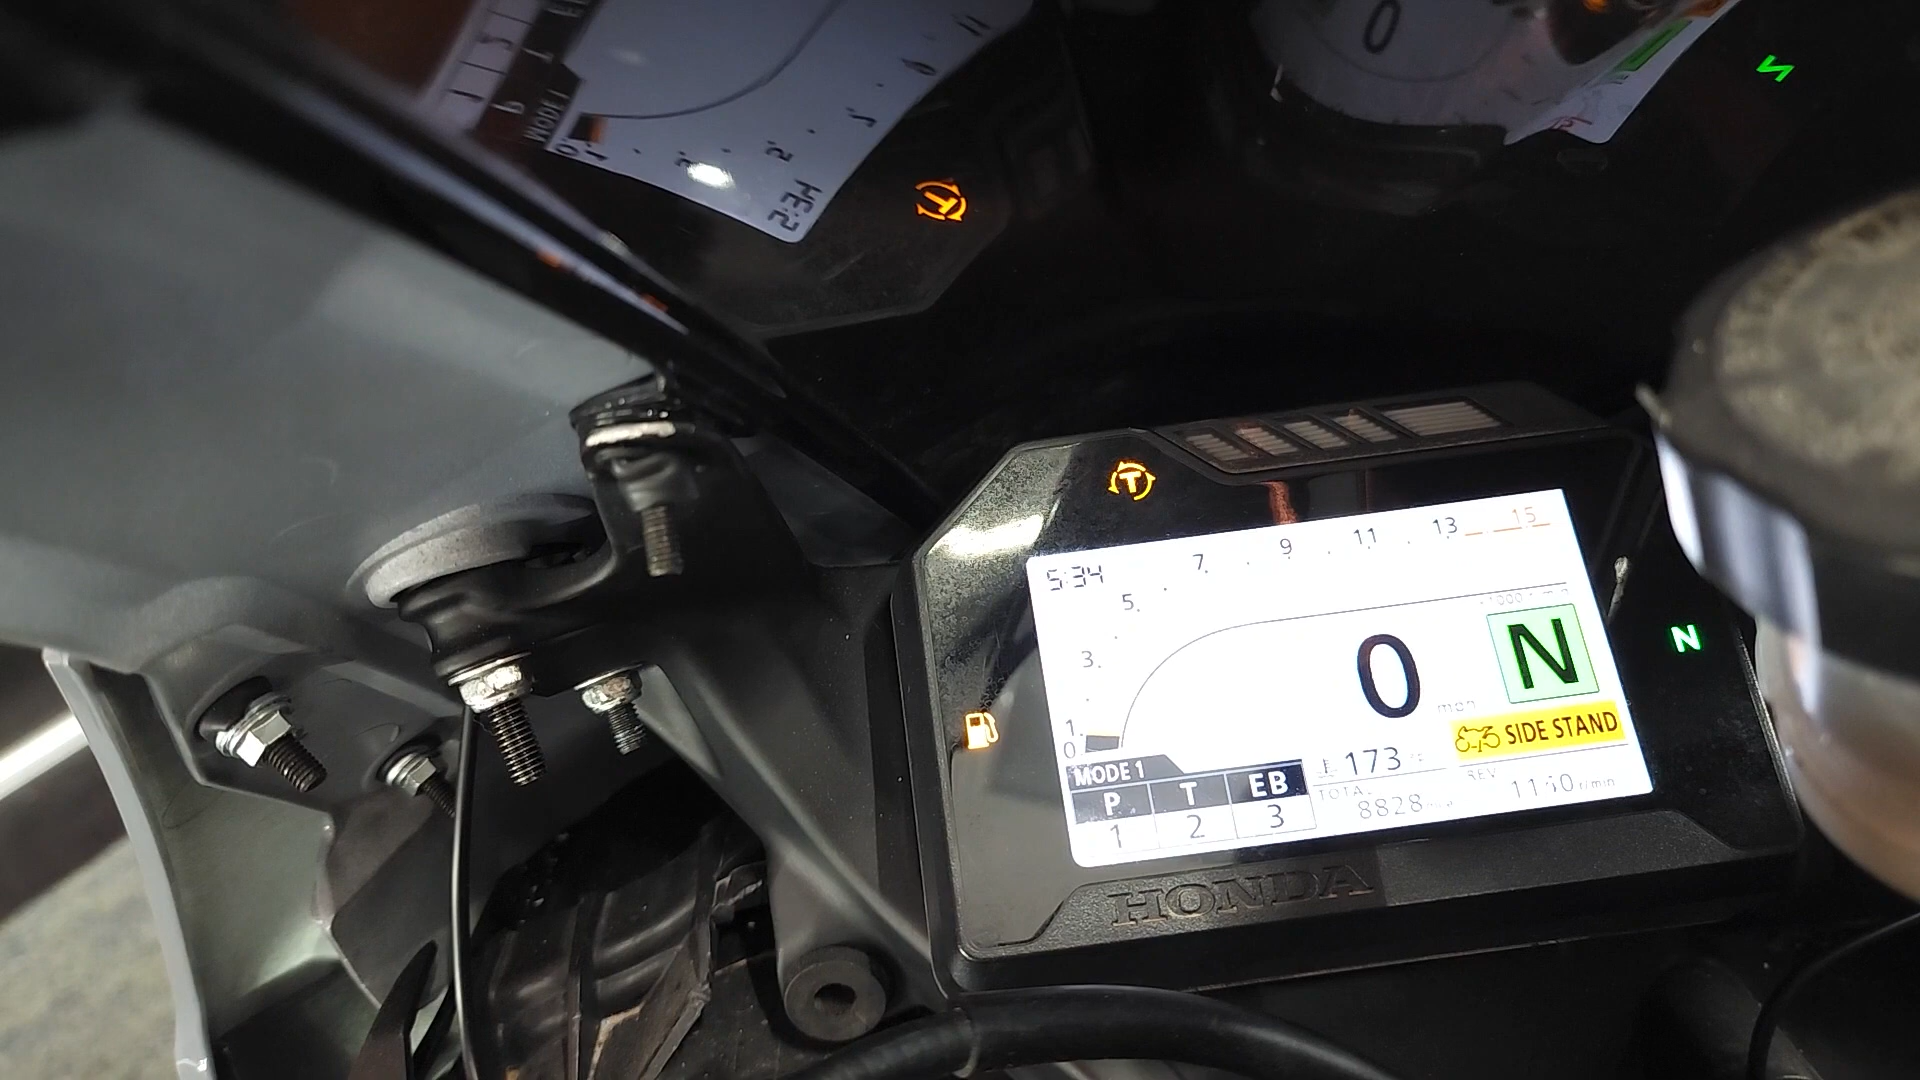 T
7 9 11 13 15
5:34
5
3
1
0
0 N
N
SIDE STAND
MODE 1
P T EB
1 2 3
173
TOTAL
8828
REV
r/min
HONDA